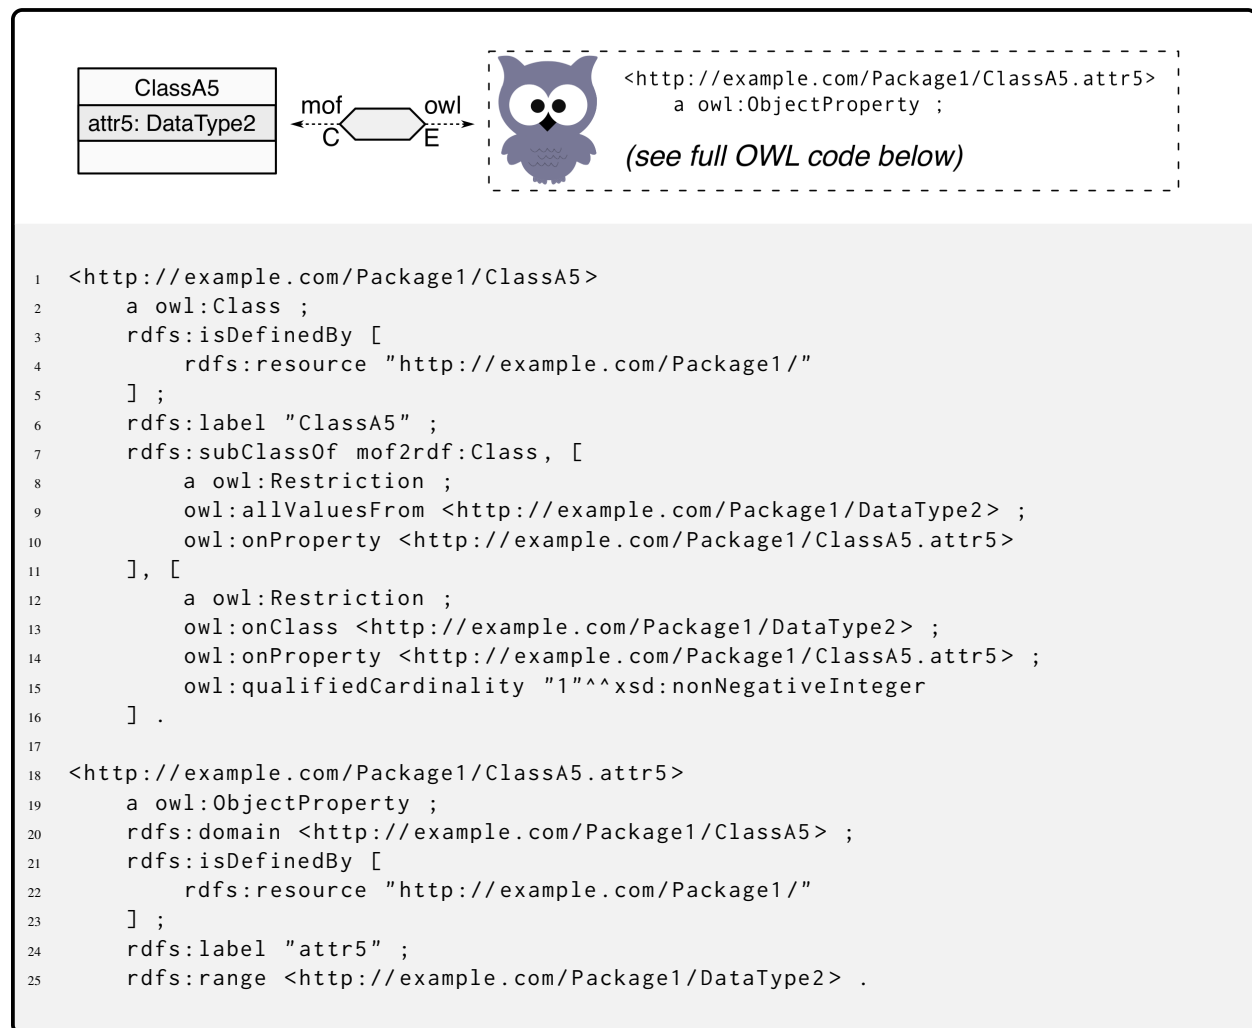 ClassA5
attr5: DataType2
mof
owl
C
E
<http://example.com/Package1/ClassA5.attr5>
    a owl:ObjectProperty ;
(see full OWL code below)
1 <http://example.com/Package1/ClassA5>
2     a owl:Class ;
3     rdfs:isDefinedBy [
4         rdfs:resource "http://example.com/Package1/"
5     ] ;
6     rdfs:label "ClassA5" ;
7     rdfs:subClassOf mof2rdf:Class, [
8         a owl:Restriction ;
9         owl:allValuesFrom <http://example.com/Package1/DataType2> ;
10         owl:onProperty <http://example.com/Package1/ClassA5.attr5>
11     ], [
12         a owl:Restriction ;
13         owl:onClass <http://example.com/Package1/DataType2> ;
14         owl:onProperty <http://example.com/Package1/ClassA5.attr5> ;
15         owl:qualifiedCardinality "1"^^xsd:nonNegativeInteger
16     ] .
17
18 <http://example.com/Package1/ClassA5.attr5>
19     a owl:ObjectProperty ;
20     rdfs:domain <http://example.com/Package1/ClassA5> ;
21     rdfs:isDefinedBy [
22         rdfs:resource "http://example.com/Package1/"
23     ] ;
24     rdfs:label "attr5" ;
25     rdfs:range <http://example.com/Package1/DataType2> .